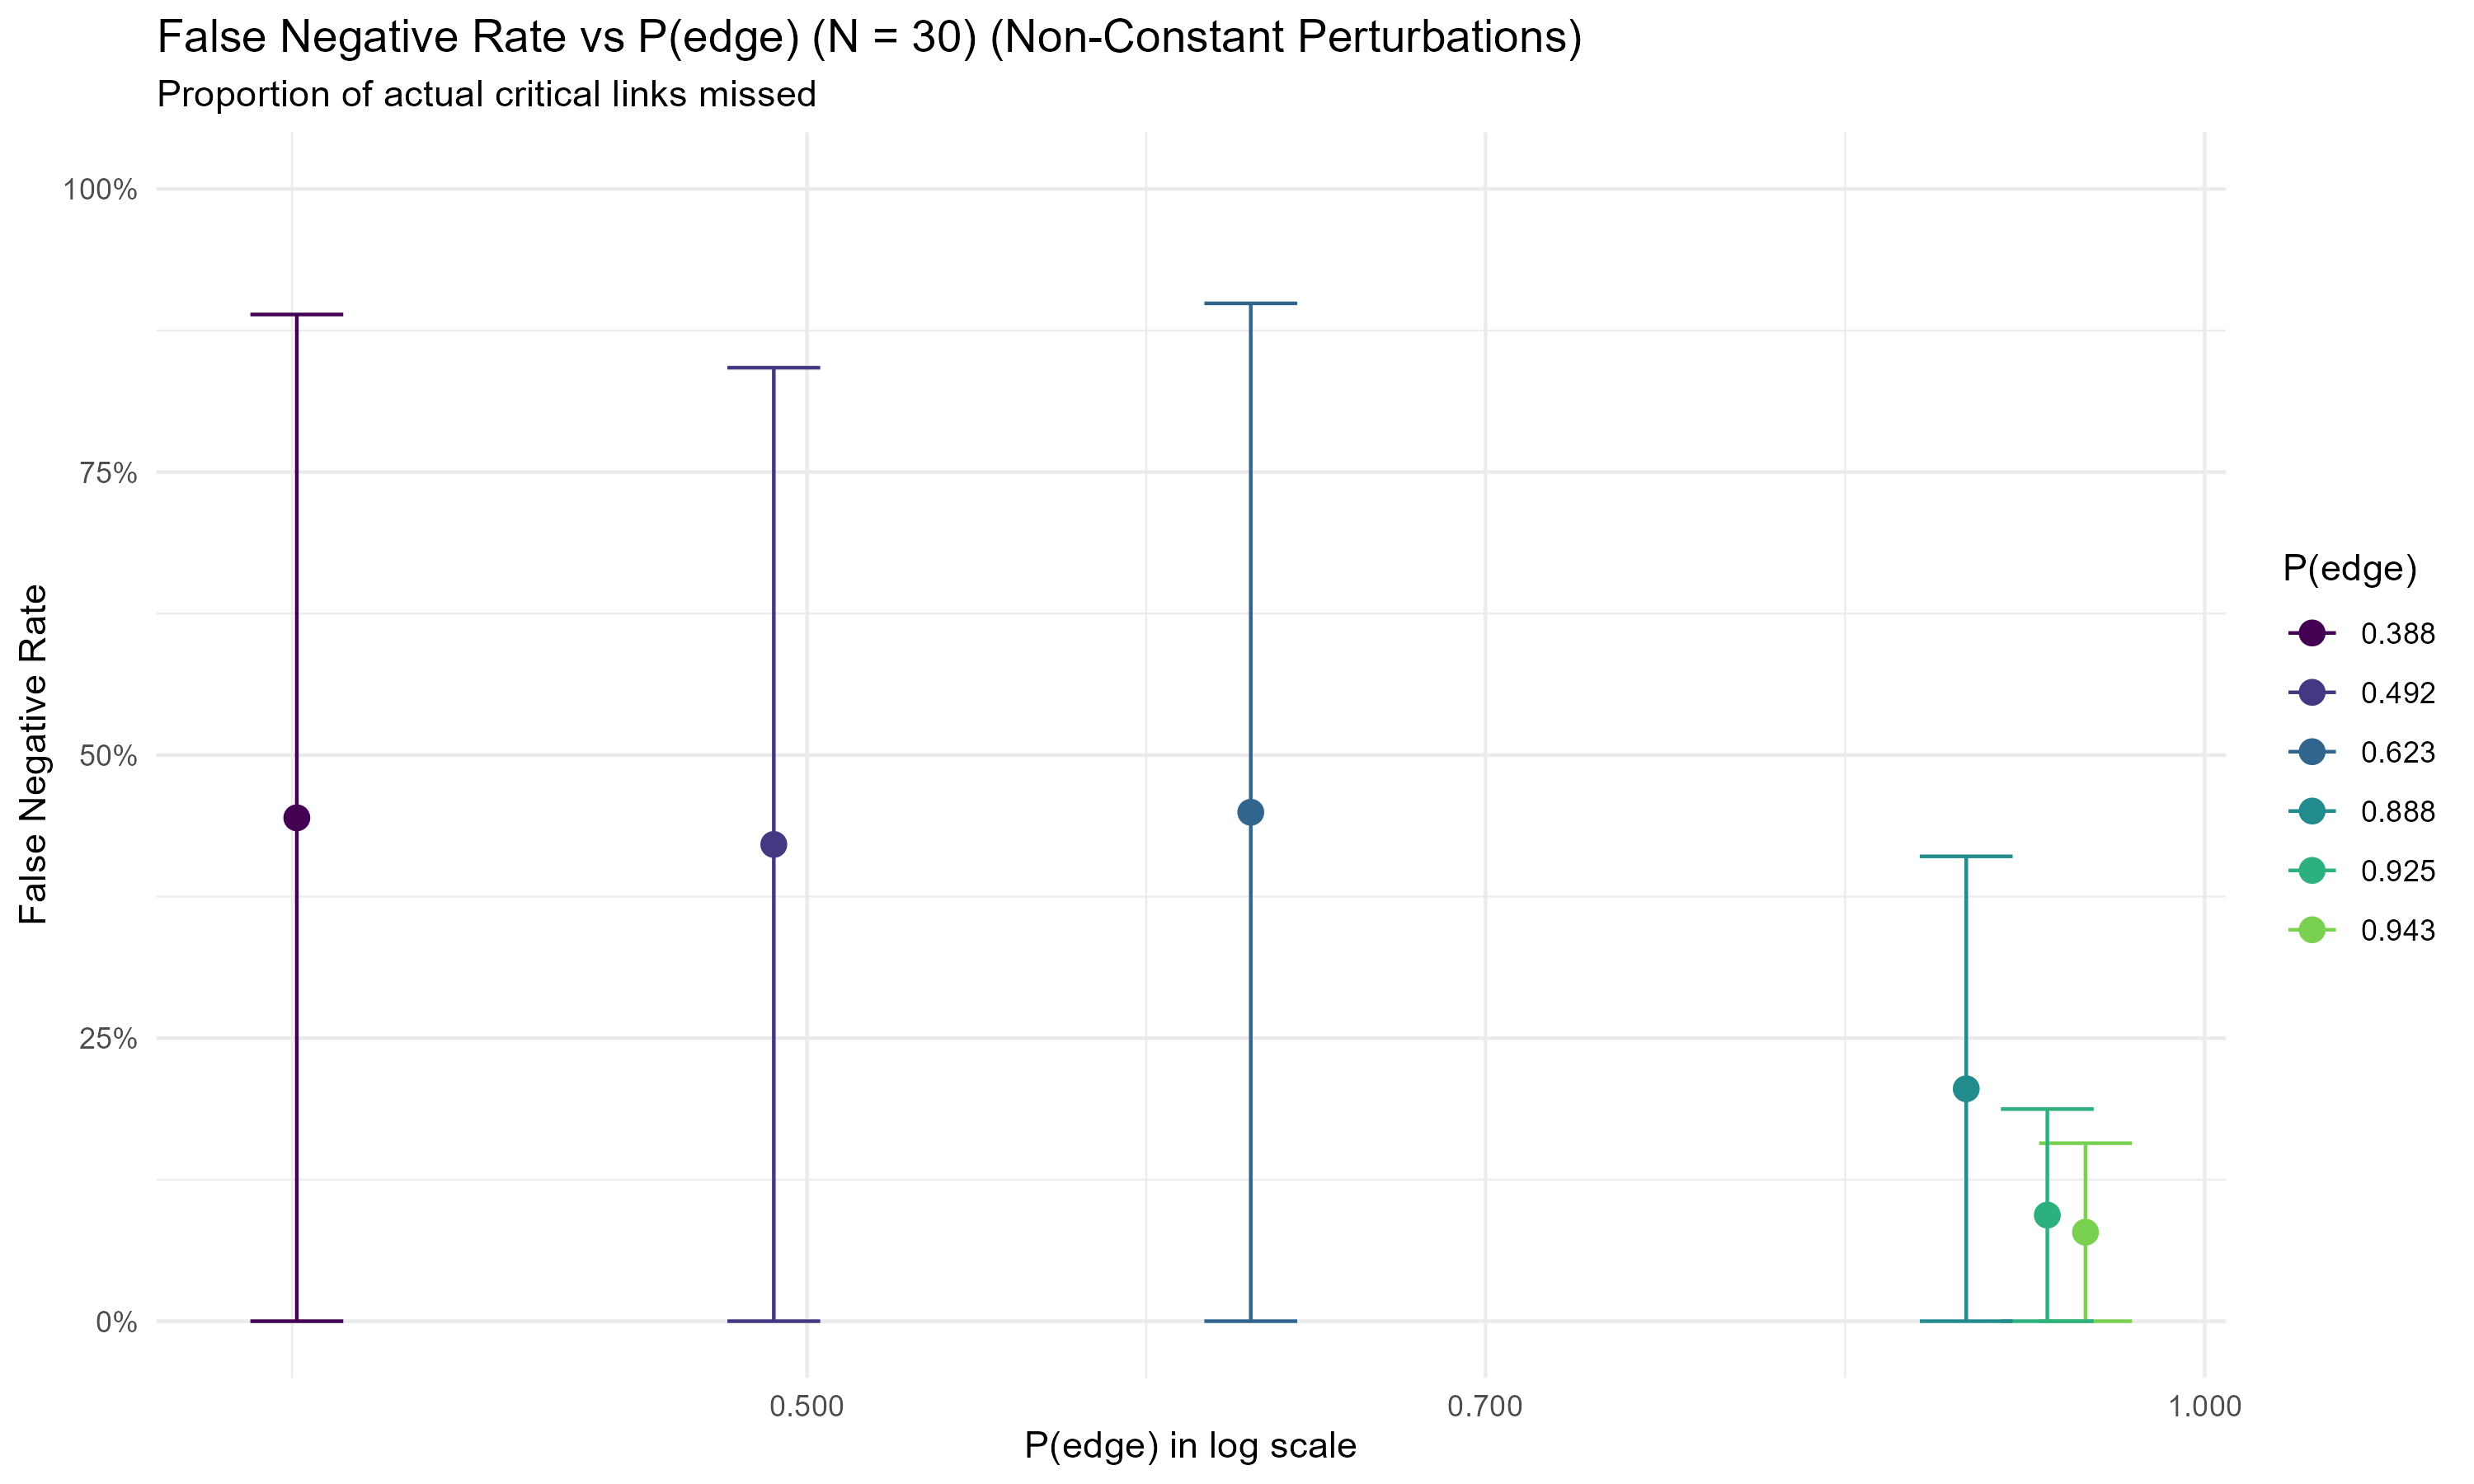 False Negative Rate vs P(edge) (N = 30) (Non-Constant Perturbations)
Proportion of actual critical links missed
False Negative Rate
100%
75%
50%
25%
0%
0.500
0.700
1.000
P(edge) in log scale
P(edge)
0.388
0.492
0.623
0.888
0.925
0.943